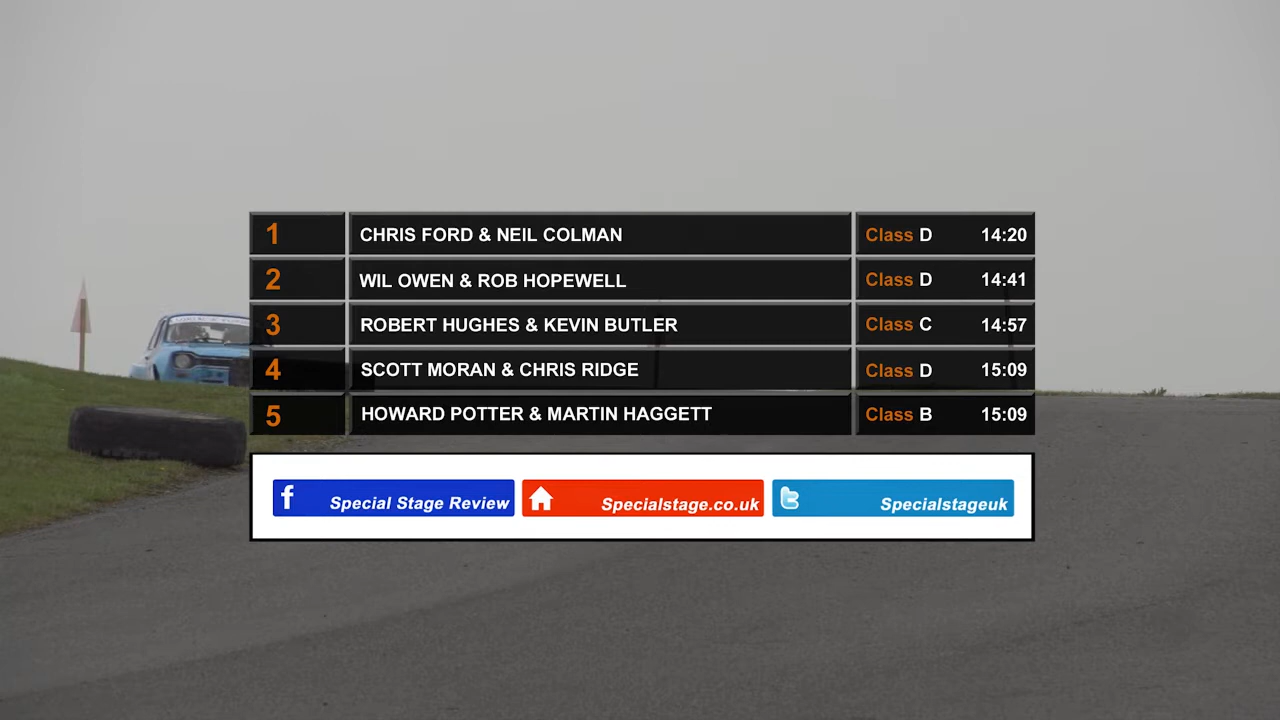 1 CHRIS FORD & NEIL COLMAN Class D 14:20
2 WIL OWEN & ROB HOPEWELL Class D 14:41
3 ROBERT HUGHES & KEVIN BUTLER Class C 14:57
4 SCOTT MORAN & CHRIS RIDGE Class D 15:09
5 HOWARD POTTER & MARTIN HAGGETT Class B 15:09
Special Stage Review Specialstage.co.uk Specialstageuk